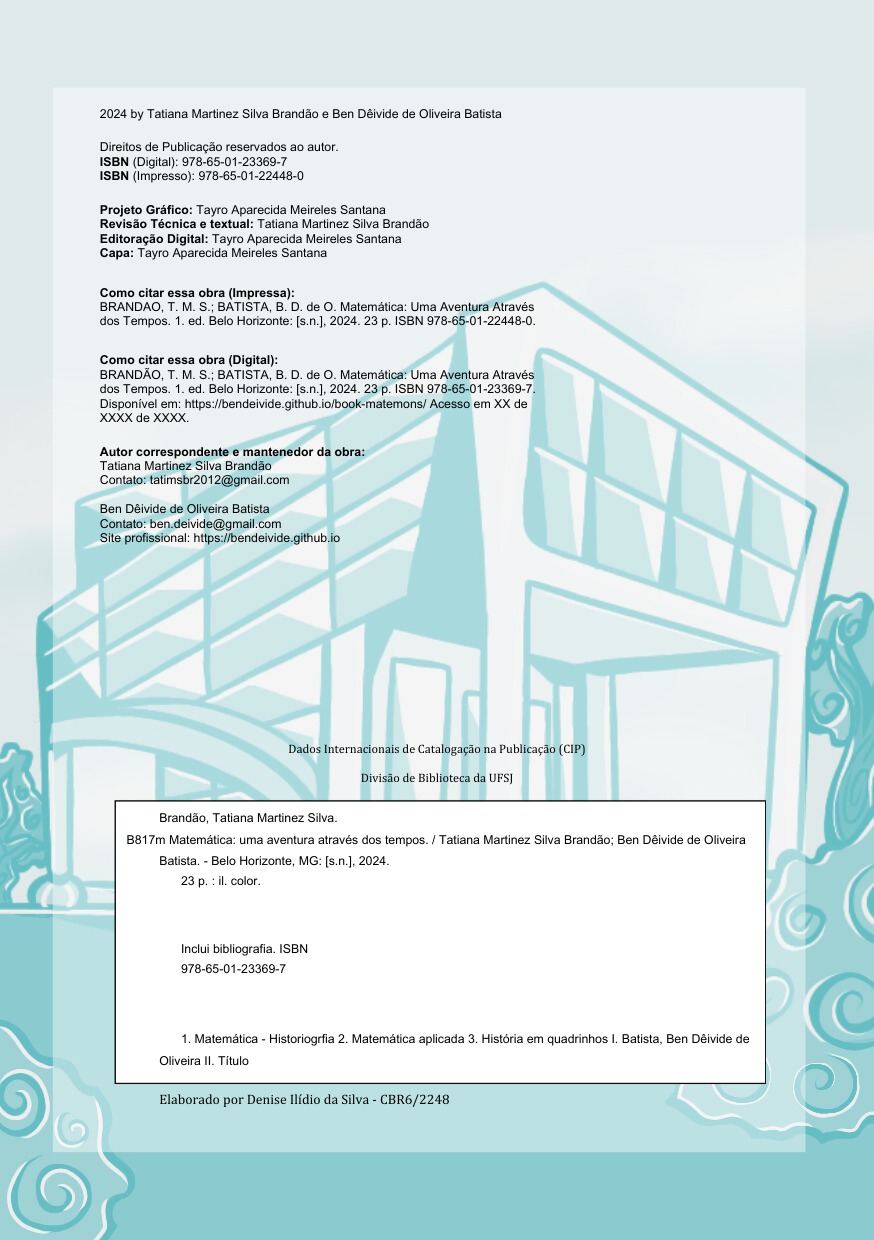 2024 by Tatiana Martinez Silva Brandão e Ben Dêivide de Oliveira Batista
Direitos de Publicação reservados ao autor.
ISBN (Digital): 978-65-01-23369-7
ISBN (Impresso): 978-65-01-22448-0
Projeto Gráfico: Tayro Aparecida Meireles Santana
Revisão Técnica e textual: Tatiana Martinez Silva Brandão
Editoração Digital: Tayro Aparecida Meireles Santana
Capa: Tayro Aparecida Meireles Santana
Como citar essa obra (Impressa):
BRANDAO, T. M. S.; BATISTA, B. D. de O. Matemática: Uma Aventura Através
dos Tempos. 1. ed. Belo Horizonte: [s.n.], 2024. 23 p. ISBN 978-65-01-22448-0.
Como citar essa obra (Digital):
BRANDÃO, T. M. S.; BATISTA, B. D. de O. Matemática: Uma Aventura Através
dos Tempos. 1. ed. Belo Horizonte: [s.n.], 2024. 23 p. ISBN 978-65-01-23369-7.
Disponível em: https://bendeivide.github.io/book-matemons/ Acesso em XX de
XXXX de XXXX.
Autor correspondente e mantenedor da obra:
Tatiana Martinez Silva Brandão
Contato: tatimsbr2012@gmail.com
Ben Dêivide de Oliveira Batista
Contato: ben.deivide@gmail.com
Site profissional: https://bendeivide.github.io
Dados Internacionais de Catalogação na Publicação (CIP)
Divisão de Biblioteca da UFSJ
Brandão, Tatiana Martinez Silva.
B817m Matemática: uma aventura através dos tempos. / Tatiana Martinez Silva Brandão; Ben Dêivide de Oliveira
Batista. - Belo Horizonte, MG: [s.n.], 2024.
23 p. : il. color.
Inclui bibliografia. ISBN
978-65-01-23369-7
1. Matemática - Historiogrfia 2. Matemática aplicada 3. História em quadrinhos I. Batista, Ben Dêivide de
Oliveira II. Título
Elaborado por Denise Ilídio da Silva - CBR6/2248